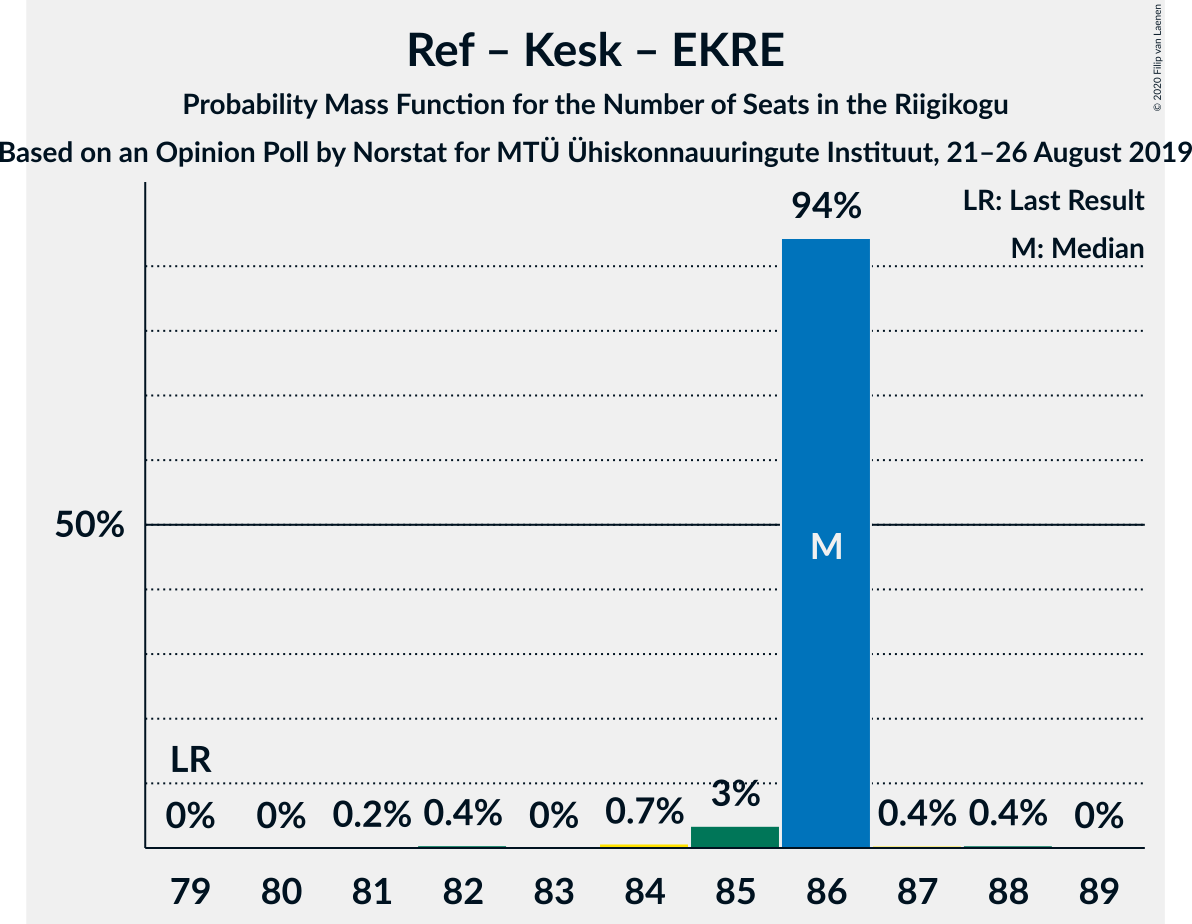 Ref – Kesk – EKRE
Probability Mass Function for the Number of Seats in the Riigikogu
Based on an Opinion Poll by Norstat for MTÜ Ühiskonnauuringute Instituut, 21–26 August 2019
© 2020 Filip van Laenen
LR: Last Result
M: Median
94%
50%
M
LR
0% 0% 0.2% 0.4% 0% 0.7% 3% 0.4% 0.4% 0%
79 80 81 82 83 84 85 86 87 88 89